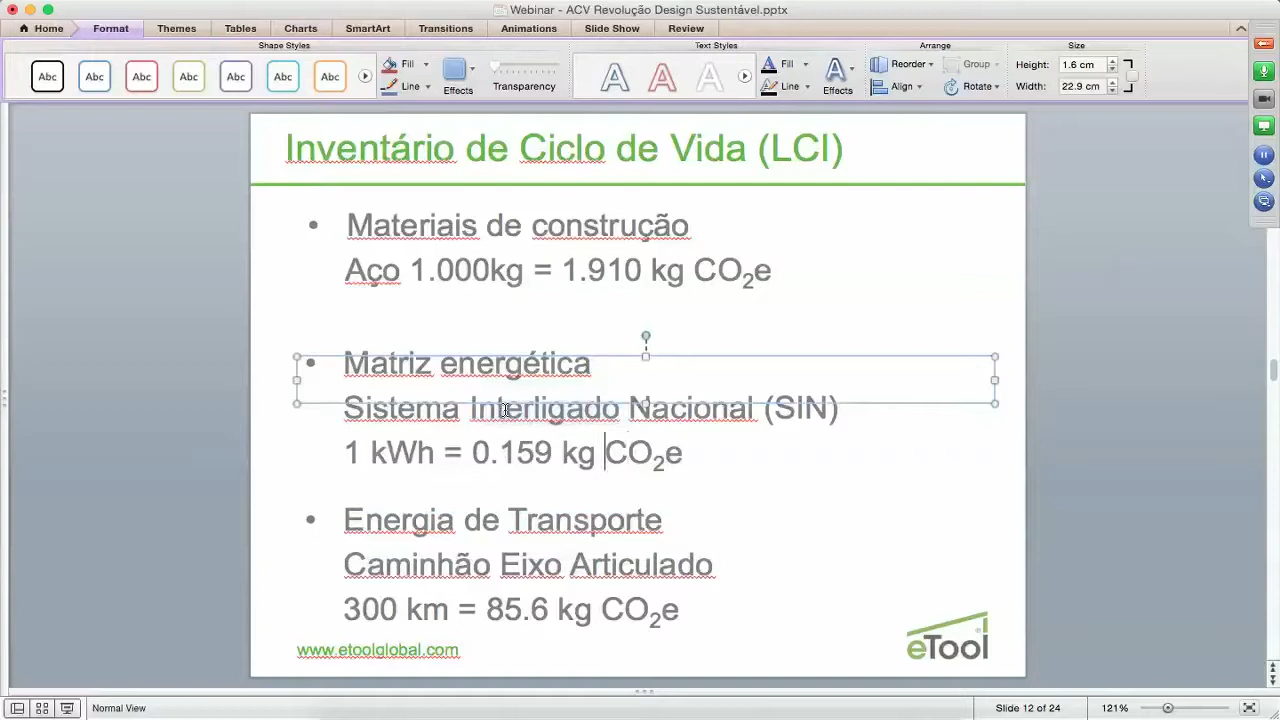 Webinar - ACV Revolução Design Sustentável.pptx
Home Format Themes Tables Charts SmartArt Transitions Animations Slide Show Review
Shape Styles Text Styles Arrange Size
Abc Abc Abc Abc Abc Abc Abc
Fill Line Effects Transparency
Fill Line Effects
Reorder Group Align Rotate
Height: 1.6 cm
Width: 22.9 cm
Inventário de Ciclo de Vida (LCI)
• Materiais de construção
Aço 1.000kg = 1.910 kg CO₂e
• Matriz energética
Sistema Interligado Nacional (SIN)
1 kWh = 0.159 kg CO₂e
• Energia de Transporte
Caminhão Eixo Articulado
300 km = 85.6 kg CO₂e
www.etoolglobal.com
eTool
Normal View Slide 12 of 24 121%